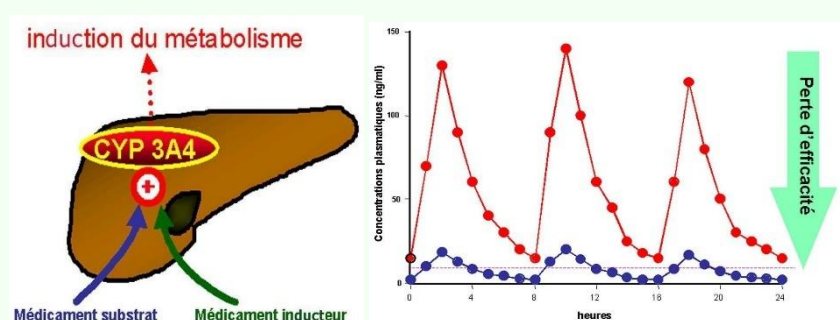 induction du métabolisme
CYP 3A4
+
Médicament substrat
Médicament inducteur
Concentrations plasmatiques (ng/ml)
150
100
50
0
0
4
8
12
16
20
24
heures
Perte d'efficacité